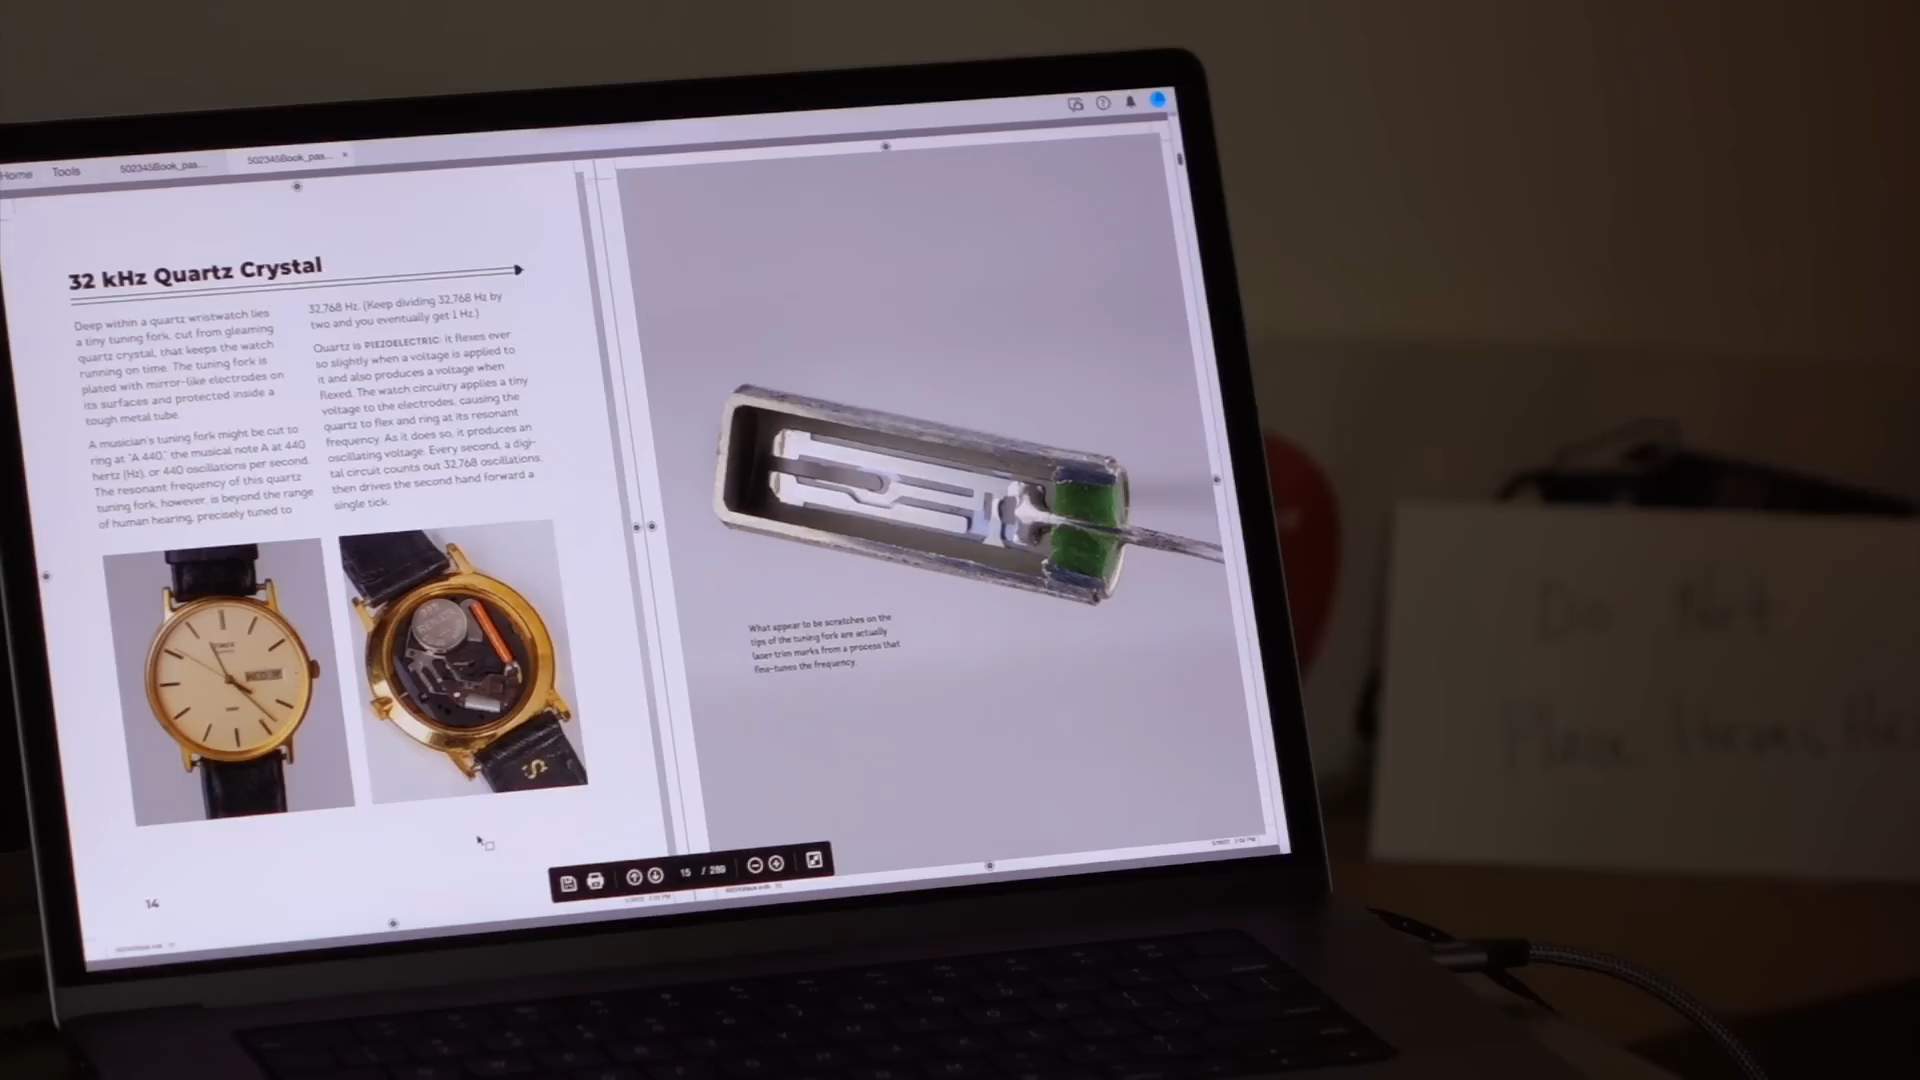 Home Tools 502345Book_pas... 502345Book_pas... ×
32 kHz Quartz Crystal
Deep within a quartz wristwatch lies
a tiny tuning fork, cut from gleaming
quartz crystal, that keeps the watch
running on time. The tuning fork is
plated with mirror-like electrodes on
its surfaces and protected inside a
tough metal tube.
A musician's tuning fork might be cut to
ring at "A 440," the musical note A at 440
hertz (Hz), or 440 oscillations per second.
The resonant frequency of this quartz
tuning fork, however, is beyond the range
of human hearing, precisely tuned to
32,768 Hz. (Keep dividing 32,768 Hz by
two and you eventually get 1 Hz.)
Quartz is PIEZOELECTRIC: it flexes ever
so slightly when a voltage is applied to
it and also produces a voltage when
flexed. The watch circuitry applies a tiny
voltage to the electrodes, causing the
quartz to flex and ring at its resonant
frequency. As it does so, it produces an
oscillating voltage. Every second, a digi-
tal circuit counts out 32,768 oscillations,
then drives the second hand forward a
single tick.
What appear to be scratches on the
tips of the tuning fork are actually
laser trim marks from a process that
fine-tunes the frequency.
TIMEX
S
14
15 / 289
Do Not
Place Items